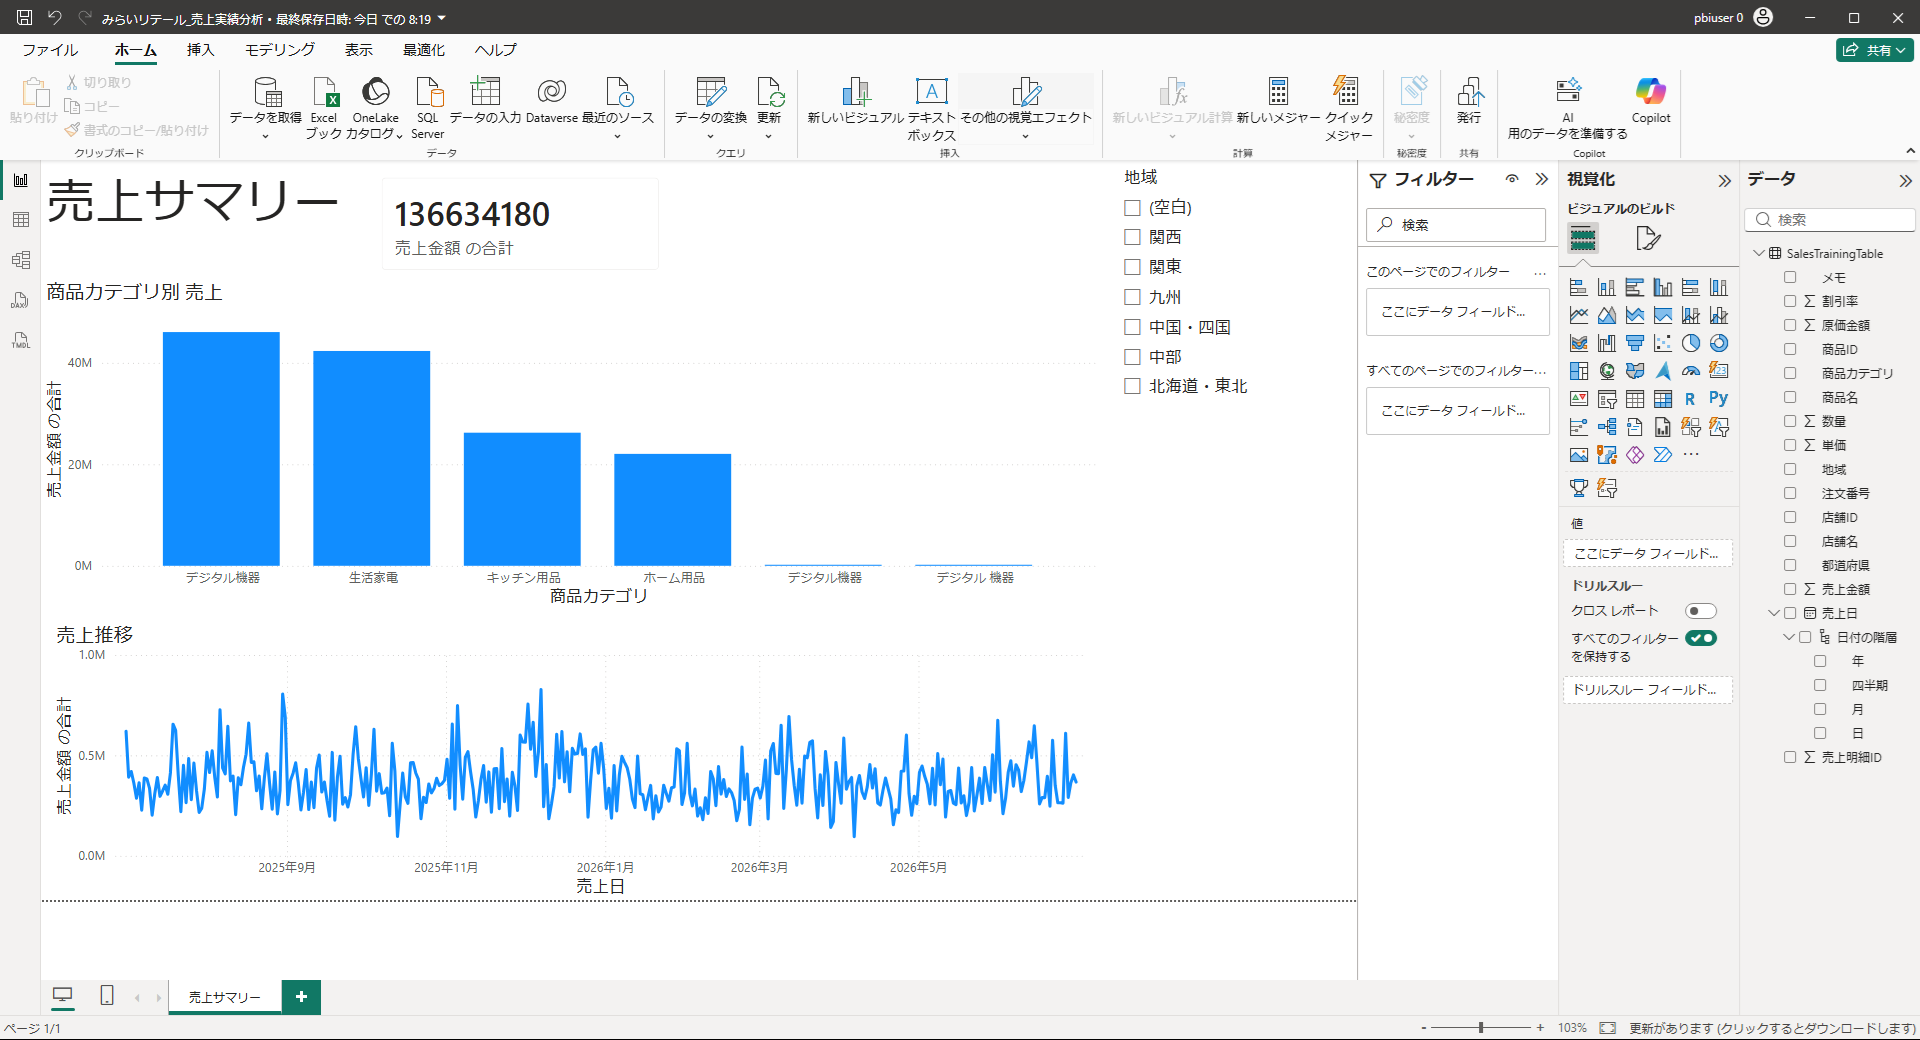 みらいリテール_売上実績分析 • 最終保存日時: 今日 での 8:19
pbiuser 0
ファイル
ホーム
挿入
モデリング
表示
最適化
ヘルプ
共有
貼り付け
切り取り
コピー
書式のコピー/貼り付け
クリップボード
データを取得
Excel
ブック
OneLake
カタログ
SQL
Server
データの入力
Dataverse
最近のソース
データ
データの変換
更新
クエリ
新しいビジュアル
テキスト
ボックス
その他の視覚エフェクト
挿入
新しいビジュアル計算
新しいメジャー
クイック
メジャー
計算
秘密度
秘密度
発行
共有
AI
用のデータを準備する
Copilot
Copilot
売上サマリー
136634180
売上金額 の合計
商品カテゴリ別 売上
売上金額 の合計
40M
20M
0M
デジタル機器
生活家電
キッチン用品
ホーム用品
デジタル機器
デジタル 機器
商品カテゴリ
売上推移
売上金額 の合計
1.0M
0.5M
0.0M
2025年9月
2025年11月
2026年1月
2026年3月
2026年5月
売上日
地域
(空白)
関西
関東
九州
中国・四国
中部
北海道・東北
フィルター
検索
このページでのフィルター
...
ここにデータ フィールド...
すべてのページでのフィルター...
ここにデータ フィールド...
視覚化
ビジュアルのビルド
123
R
Py
...
値
ここにデータ フィールド...
ドリルスルー
クロス レポート
すべてのフィルター
を保持する
ドリルスルー フィールド...
データ
検索
SalesTrainingTable
メモ
割引率
原価金額
商品ID
商品カテゴリ
商品名
数量
単価
地域
注文番号
店舗ID
店舗名
都道府県
売上金額
売上日
日付の階層
年
四半期
月
日
売上明細ID
DAX
TMDL
売上サマリー
ページ 1/1
- + 103%
更新があります (クリックするとダウンロードします)